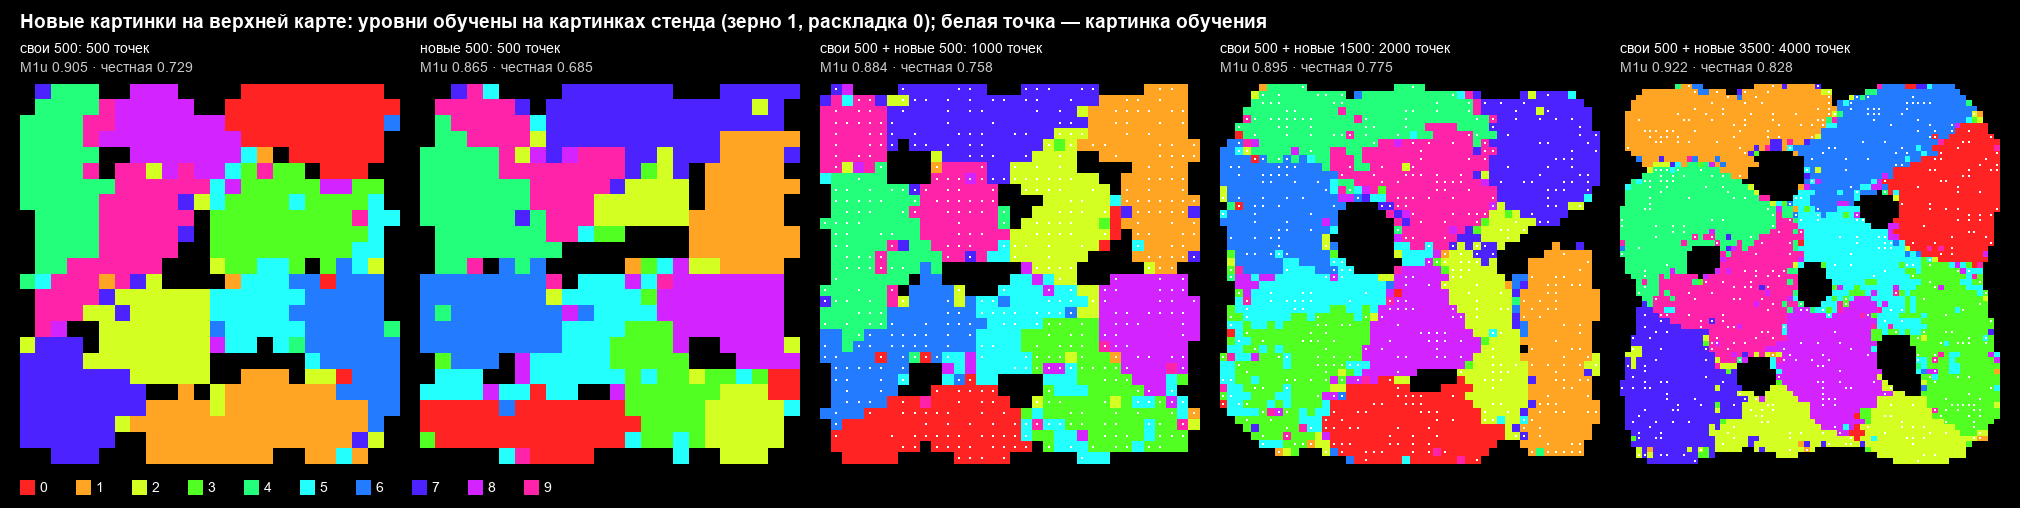 Новые картинки на верхней карте: уровни обучены на картинках стенда (зерно 1, раскладка 0); белая точка — картинка обучения
свои 500: 500 точек
M1u 0.905 · честная 0.729
новые 500: 500 точек
M1u 0.865 · честная 0.685
свои 500 + новые 500: 1000 точек
M1u 0.884 · честная 0.758
свои 500 + новые 1500: 2000 точек
M1u 0.895 · честная 0.775
свои 500 + новые 3500: 4000 точек
M1u 0.922 · честная 0.828
0 1 2 3 4 5 6 7 8 9